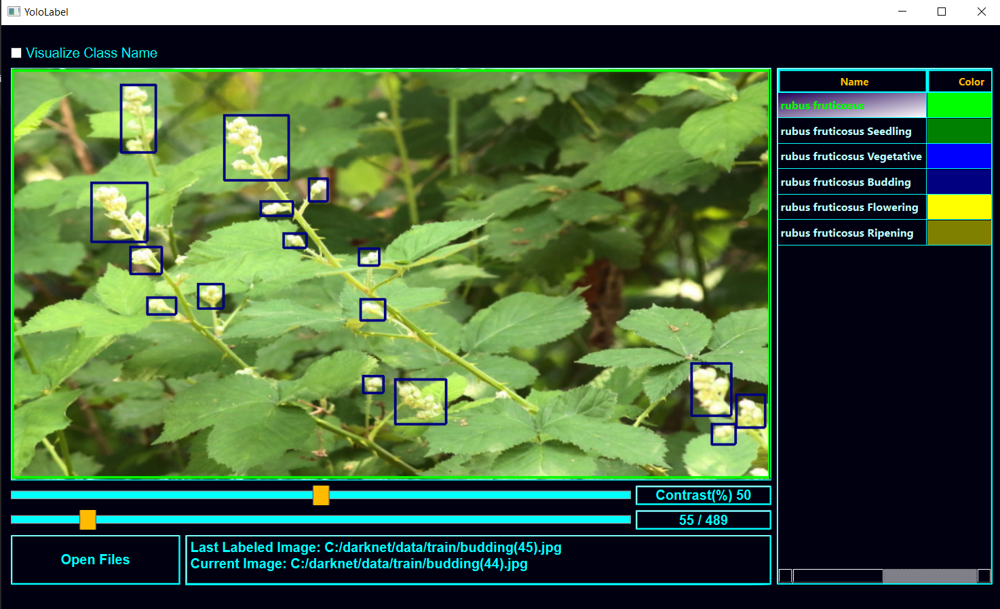 YoloLabel
Visualize Class Name
Name Color
rubus fruticosus
rubus fruticosus Seedling
rubus fruticosus Vegetative
rubus fruticosus Budding
rubus fruticosus Flowering
rubus fruticosus Ripening
Contrast(%) 50
55 / 489
Open Files
Last Labeled Image: C:/darknet/data/train/budding(45).jpg
Current Image: C:/darknet/data/train/budding(44).jpg